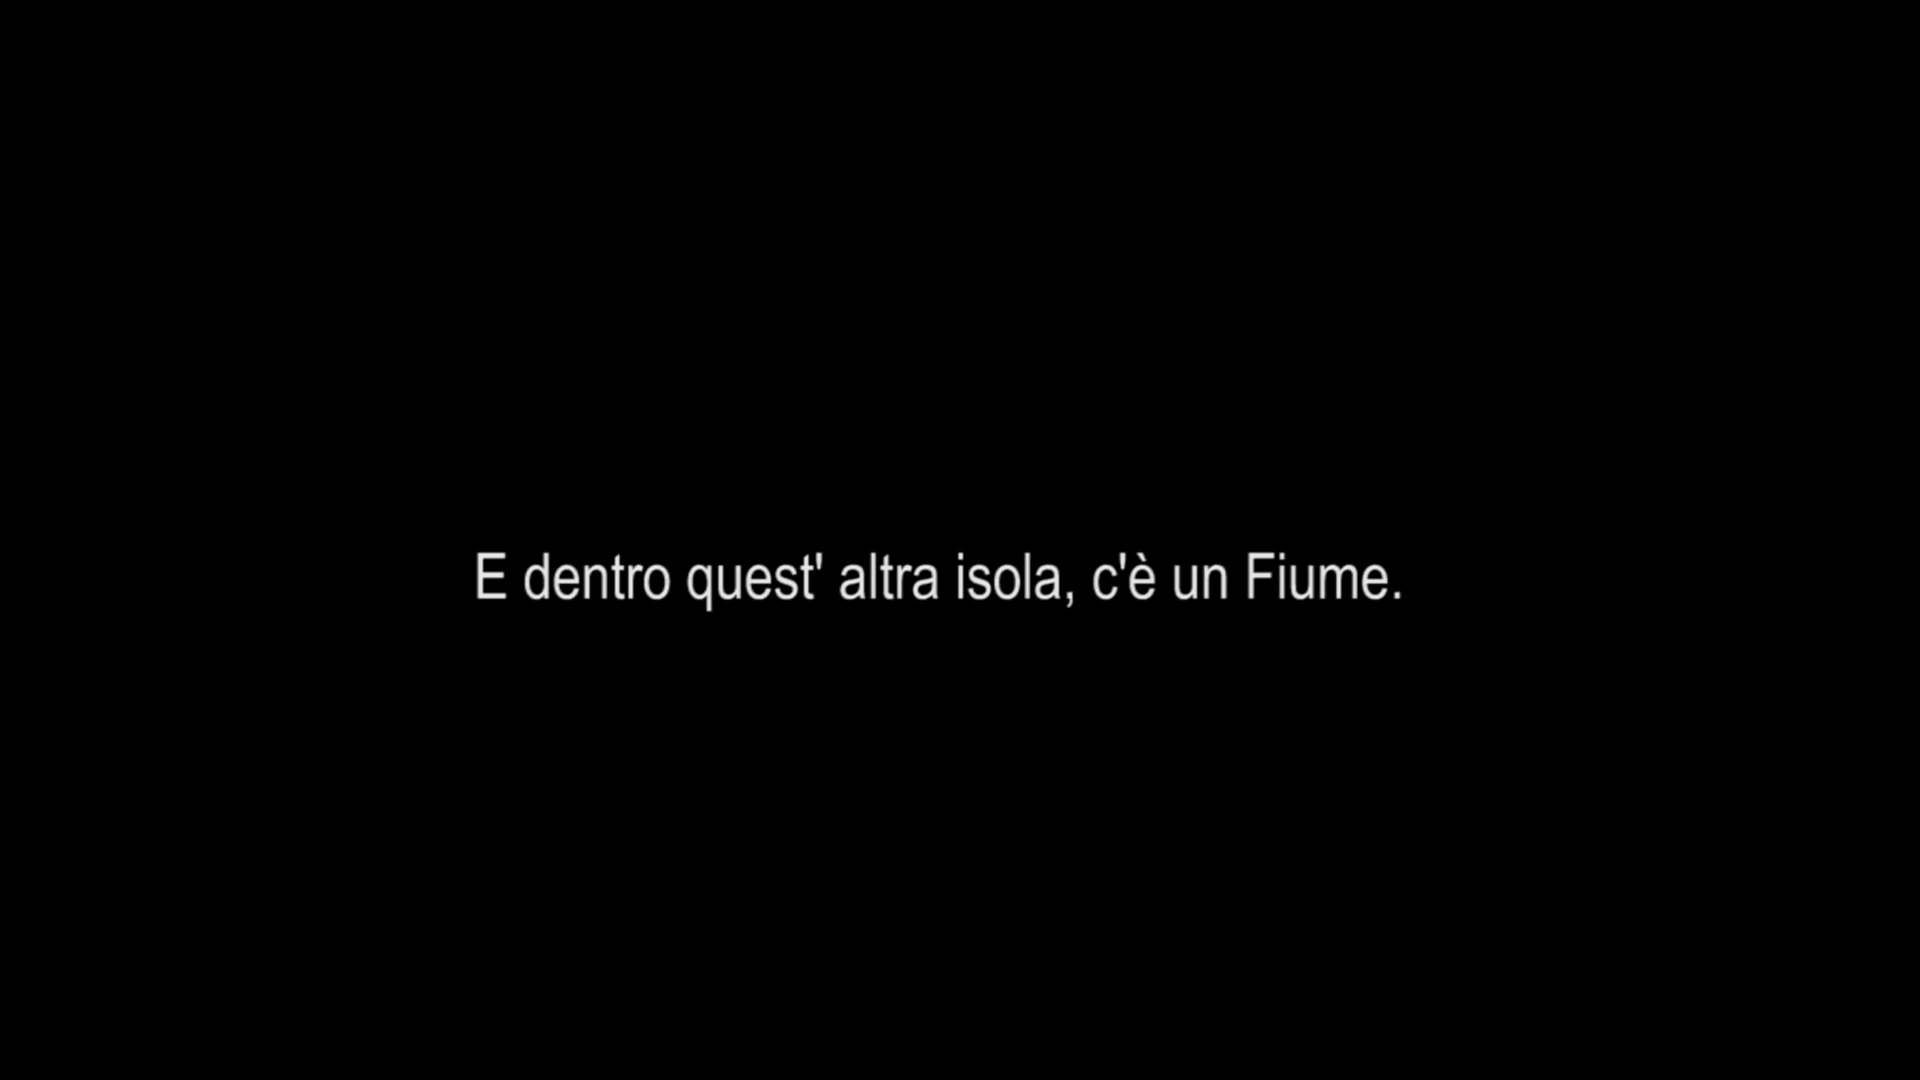 E dentro quest' altra isola, c'è un Fiume.